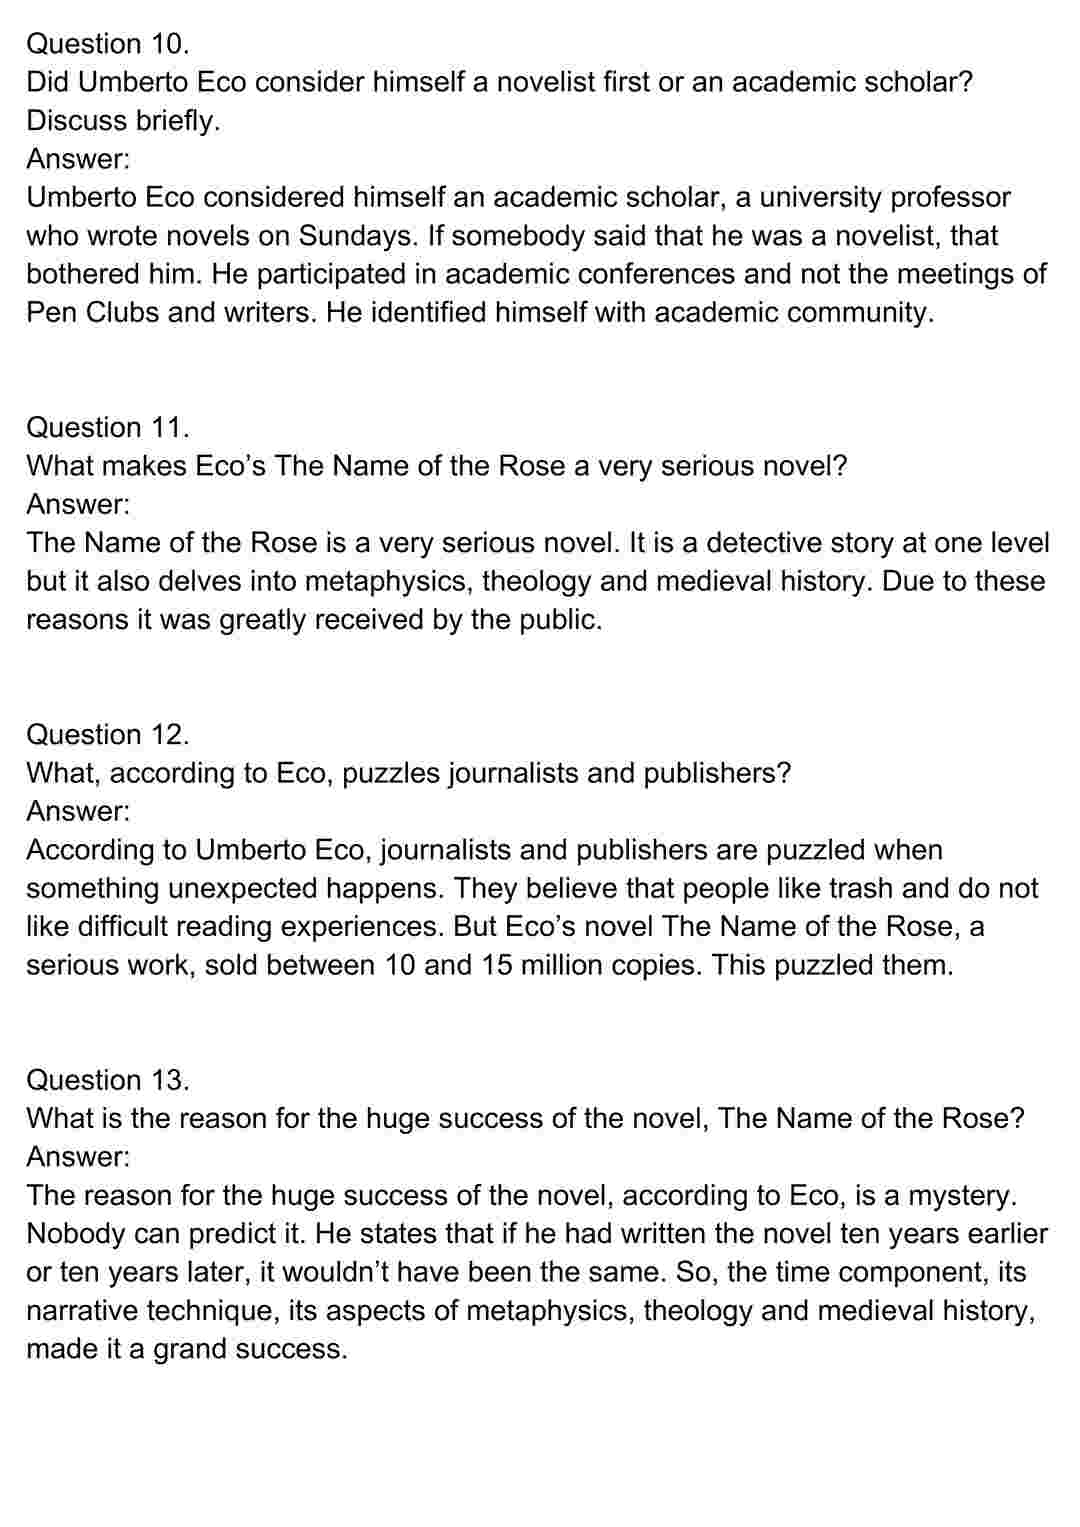 Question 10.
Did Umberto Eco consider himself a novelist first or an academic scholar?
Discuss briefly.
Answer:
Umberto Eco considered himself an academic scholar, a university professor
who wrote novels on Sundays. If somebody said that he was a novelist, that
bothered him. He participated in academic conferences and not the meetings of
Pen Clubs and writers. He identified himself with academic community.
Question 11.
What makes Eco’s The Name of the Rose a very serious novel?
Answer:
The Name of the Rose is a very serious novel. It is a detective story at one level
but it also delves into metaphysics, theology and medieval history. Due to these
reasons it was greatly received by the public.
Question 12.
What, according to Eco, puzzles journalists and publishers?
Answer:
According to Umberto Eco, journalists and publishers are puzzled when
something unexpected happens. They believe that people like trash and do not
like difficult reading experiences. But Eco’s novel The Name of the Rose, a
serious work, sold between 10 and 15 million copies. This puzzled them.
Question 13.
What is the reason for the huge success of the novel, The Name of the Rose?
Answer:
The reason for the huge success of the novel, according to Eco, is a mystery.
Nobody can predict it. He states that if he had written the novel ten years earlier
or ten years later, it wouldn’t have been the same. So, the time component, its
narrative technique, its aspects of metaphysics, theology and medieval history,
made it a grand success.